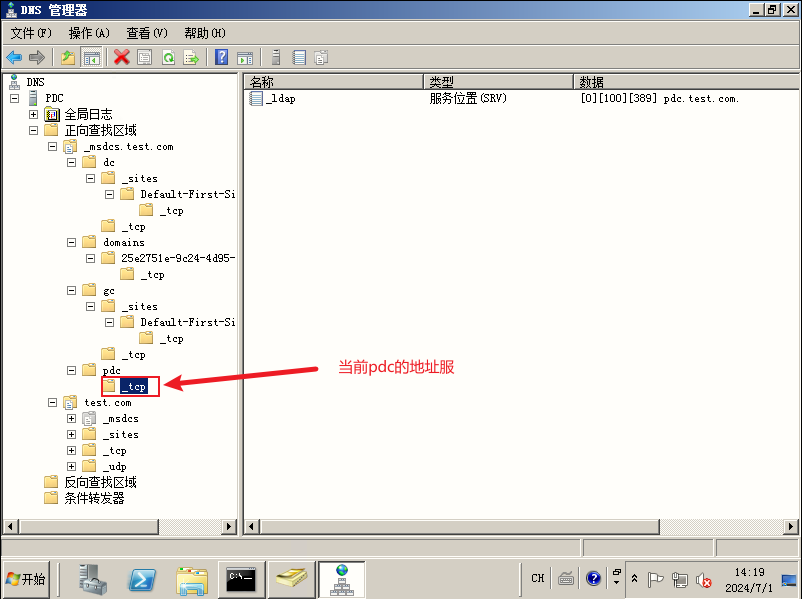 DNS 管理器
文件(F) 操作(A) 查看(V) 帮助(H)
DNS
PDC
全局日志
正向查找区域
_msdcs.test.com
dc
_sites
Default-First-Si
_tcp
_tcp
domains
25e2751e-9c24-4d95-
_tcp
gc
_sites
Default-First-Si
_tcp
_tcp
pdc
_tcp
test.com
_msdcs
_sites
_tcp
_udp
反向查找区域
条件转发器
名称 类型 数据
_ldap 服务位置(SRV) [0][100][389] pdc.test.com.
当前pdc的地址服
开始
C:\_
CH
14:19
2024/7/1